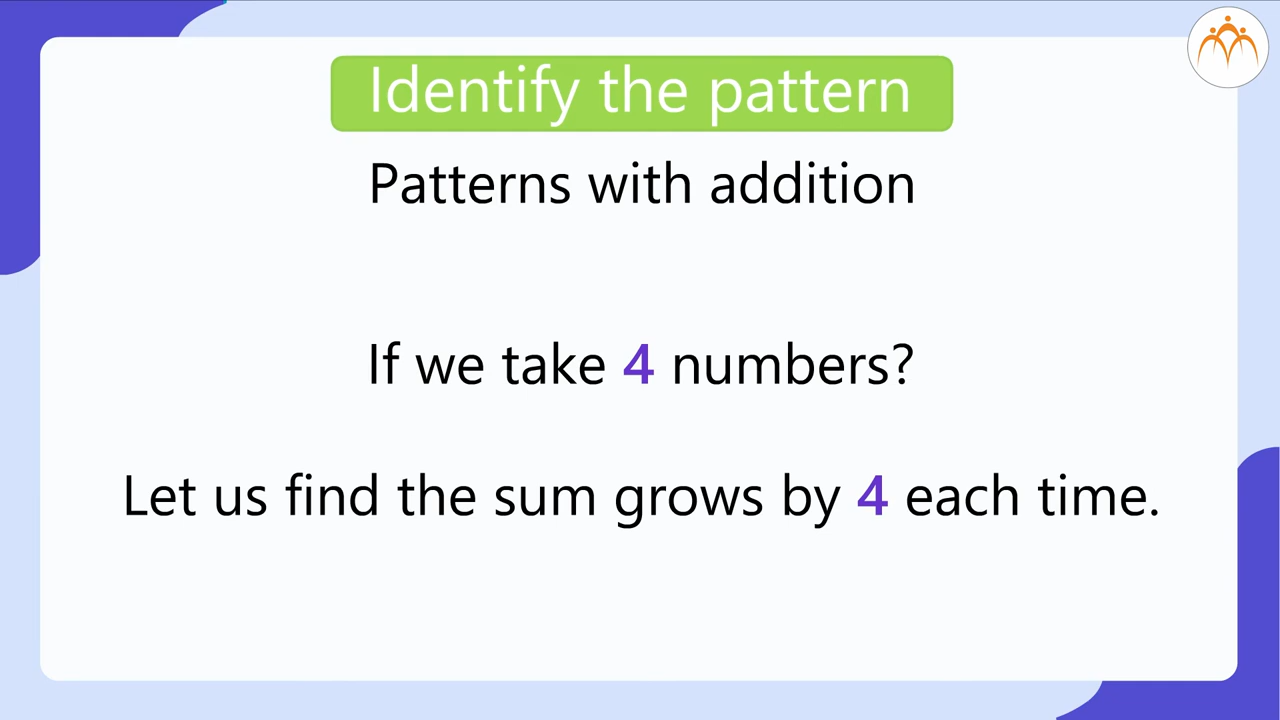 Identify the pattern
Patterns with addition
If we take 4 numbers?
Let us find the sum grows by 4 each time.